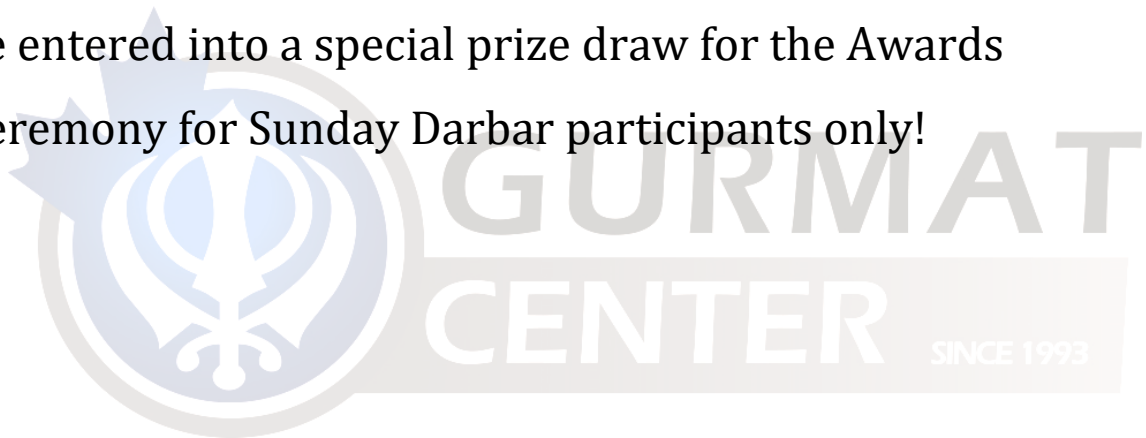 e entered into a special prize draw for the Awards
eremony for Sunday Darbar participants only!
GURMAT
CENTER
SINCE 1993